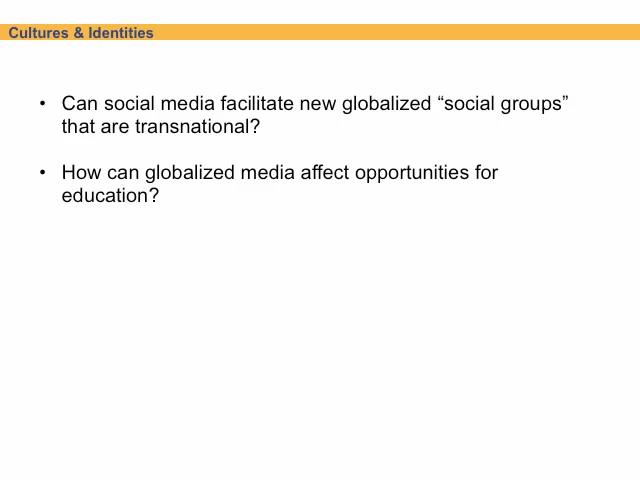 Cultures & Identities
• Can social media facilitate new globalized “social groups”
that are transnational?
• How can globalized media affect opportunities for
education?